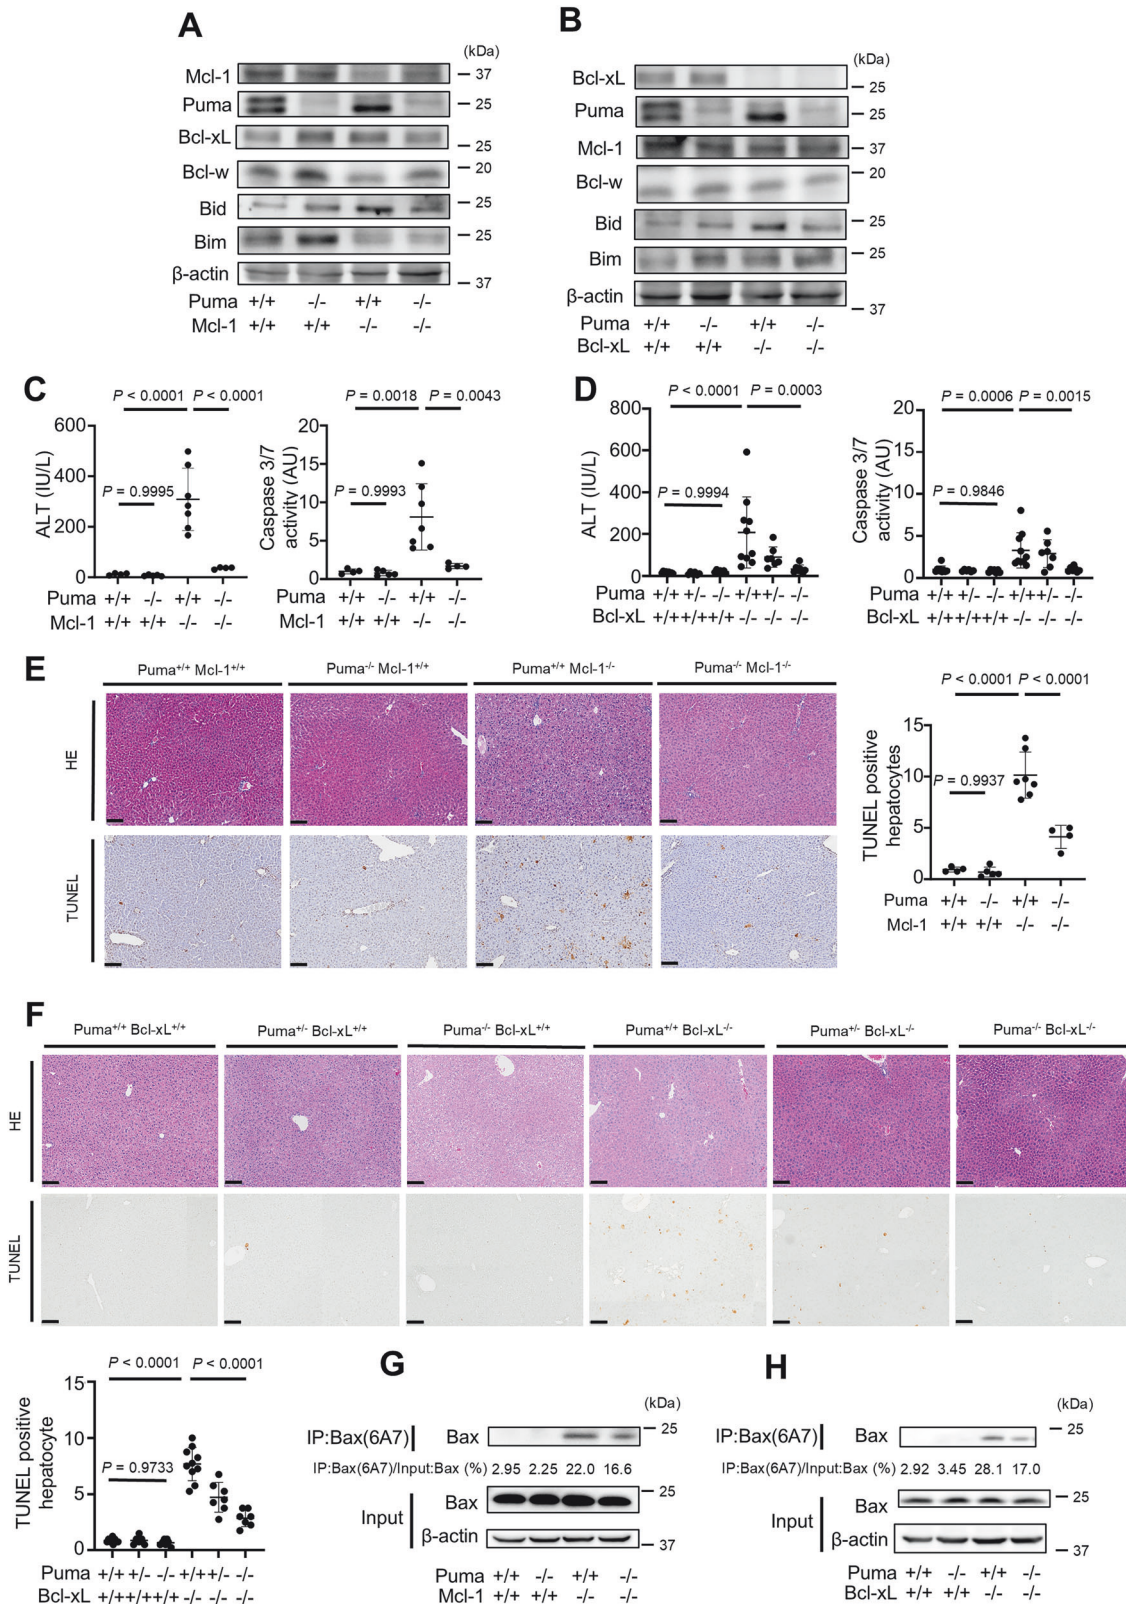 A
(kDa)
Mcl-1
37
Puma
25
Bcl-xL
25
Bcl-w
20
Bid
25
Bim
25
β-actin
37
Puma +/+ -/- +/+ -/-
Mcl-1 +/+ +/+ -/- -/-
B
(kDa)
Bcl-xL
25
Puma
25
Mcl-1
37
Bcl-w
20
Bid
25
Bim
25
β-actin
37
Puma +/+ -/- +/+ -/-
Bcl-xL +/+ +/+ -/- -/-
C
P < 0.0001 P < 0.0001
P = 0.9995
ALT (IU/L)
600
400
200
0
Puma +/+ -/- +/+ -/-
Mcl-1 +/+ +/+ -/- -/-
P = 0.0018 P = 0.0043
P = 0.9993
Caspase 3/7
activity (AU)
20
15
10
5
0
Puma +/+ -/- +/+ -/-
Mcl-1 +/+ +/+ -/- -/-
D
P < 0.0001 P = 0.0003
P = 0.9994
ALT (IU/L)
800
600
400
200
0
Puma +/+ +/- -/- +/+ +/- -/-
Bcl-xL +/+ +/+ +/+ -/- -/- -/-
P = 0.0006 P = 0.0015
P = 0.9846
Caspase 3/7
activity (AU)
20
15
10
5
0
Puma +/+ +/- -/- +/+ +/- -/-
Bcl-xL +/+ +/+ +/+ -/- -/- -/-
E
Puma+/+ Mcl-1+/+ Puma-/- Mcl-1+/+ Puma+/+ Mcl-1-/- Puma-/- Mcl-1-/-
HE
TUNEL
P < 0.0001 P < 0.0001
P = 0.9937
TUNEL positive
hepatocytes
15
10
5
0
Puma +/+ -/- +/+ -/-
Mcl-1 +/+ +/+ -/- -/-
F
Puma+/+ Bcl-xL+/+ Puma+/- Bcl-xL+/+ Puma-/- Bcl-xL+/+ Puma+/+ Bcl-xL-/- Puma+/- Bcl-xL-/- Puma-/- Bcl-xL-/-
HE
TUNEL
P < 0.0001 P < 0.0001
P = 0.9733
TUNEL positive
hepatocyte
15
10
5
0
Puma +/+ +/- -/- +/+ +/- -/-
Bcl-xL +/+ +/+ +/+ -/- -/- -/-
G
(kDa)
IP:Bax(6A7) Bax
25
IP:Bax(6A7)/Input:Bax (%) 2.95 2.25 22.0 16.6
Input
Bax
25
β-actin
37
Puma +/+ -/- +/+ -/-
Mcl-1 +/+ +/+ -/- -/-
H
(kDa)
IP:Bax(6A7) Bax
25
IP:Bax(6A7)/Input:Bax (%) 2.92 3.45 28.1 17.0
Input
Bax
25
β-actin
37
Puma +/+ -/- +/+ -/-
Bcl-xL +/+ +/+ -/- -/-